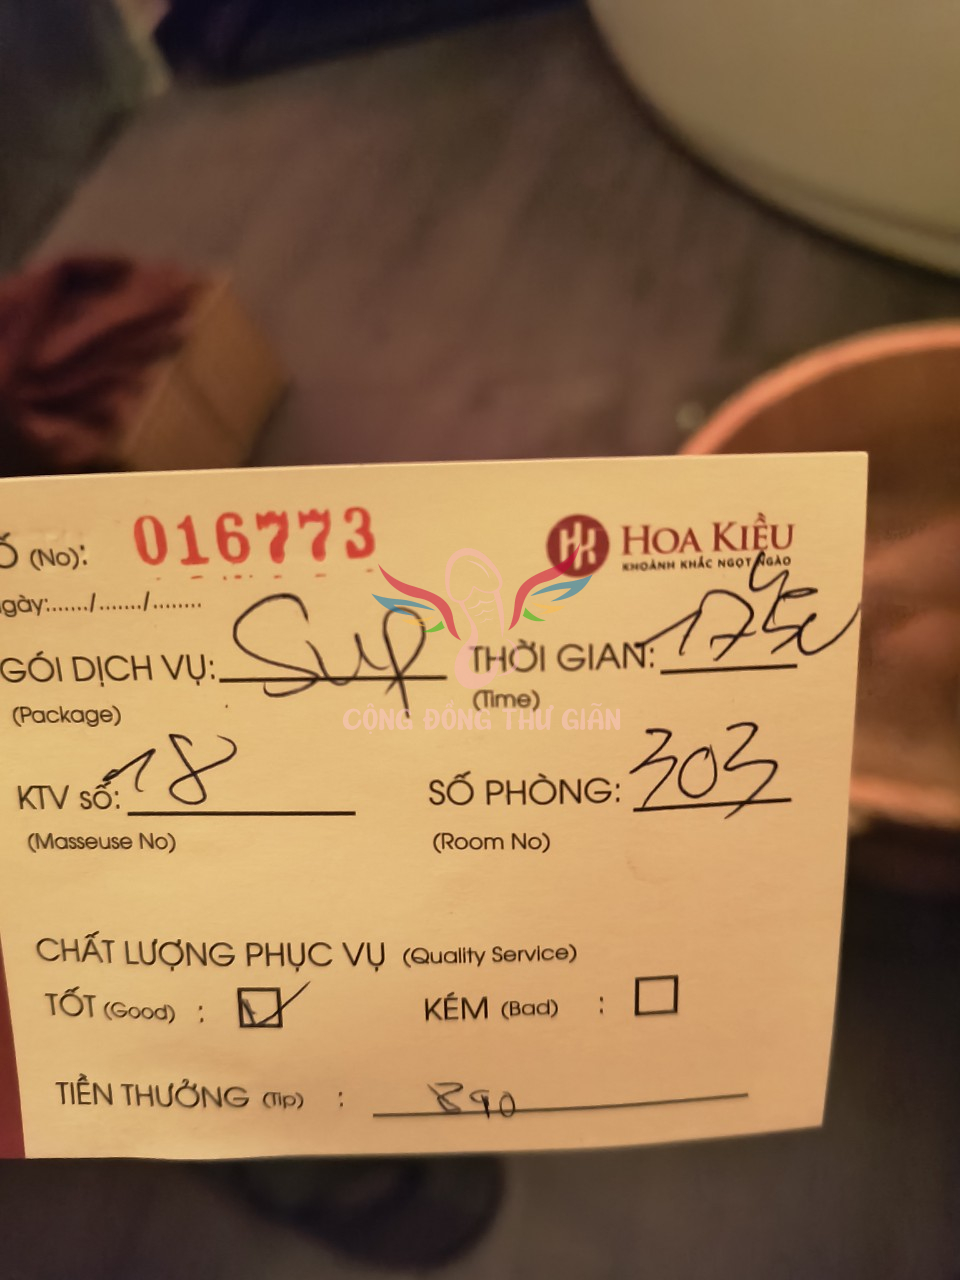 Ố (No): 016773
HOA KIỀU
KHOẢNH KHẮC NGỌT NGÀO
gày:....../......./........
GÓI DỊCH VỤ: Sup THỜI GIAN:
(Package) (Time)
CỘNG ĐỒNG THƯ GIÃN
KTV số: 18 SỐ PHÒNG: 303
(Masseuse No) (Room No)
CHẤT LƯỢNG PHỤC VỤ (Quality Service)
TỐT (Good) : KÉM (Bad) :
TIỀN THƯỞNG (Tip) : 890